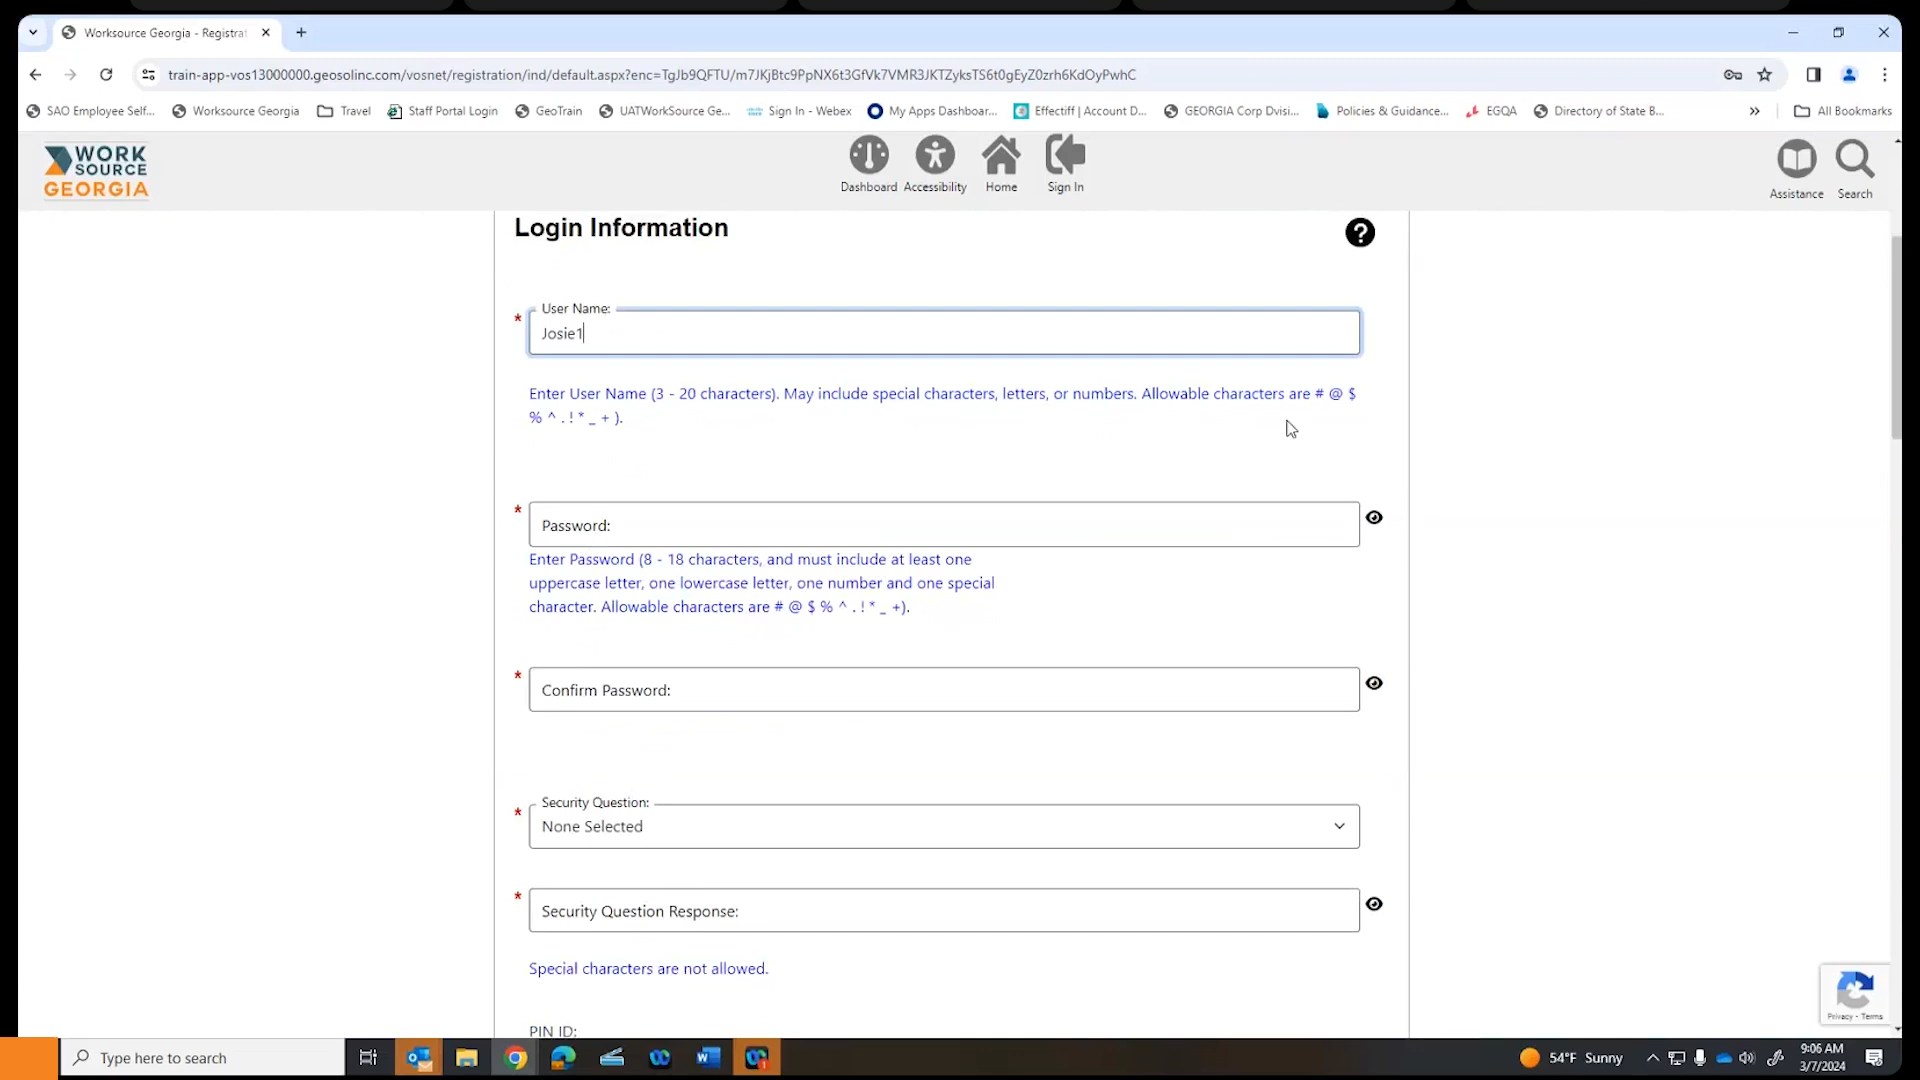 Worksource Georgia - Registrat
train-app-vos13000000.geosolinc.com/vosnet/registration/ind/default.aspx?enc=TgJb9QFTU/m7JKjBtc9PpNX6t3GfVk7VMR3JKTZyksTS6t0gEyZ0zrh6KdOyPwhC
SAO Employee Self... Worksource Georgia Travel Staff Portal Login GeoTrain UATWorkSource Ge... Sign In - Webex My Apps Dashboar... Effectiff | Account D... GEORGIA Corp Dvisi... Policies & Guidance... EGQA Directory of State B... » All Bookmarks
WORK
SOURCE
GEORGIA
Dashboard Accessibility Home Sign In Assistance Search
Login Information
?
* User Name:
Josie1
Enter User Name (3 - 20 characters). May include special characters, letters, or numbers. Allowable characters are # @ $
% ^ . ! * _ + ).
* Password:
Enter Password (8 - 18 characters, and must include at least one
uppercase letter, one lowercase letter, one number and one special
character. Allowable characters are # @ $ % ^ . ! * _ +).
* Confirm Password:
* Security Question:
None Selected
* Security Question Response:
Special characters are not allowed.
PIN ID:
Privacy - Terms
Type here to search
54°F Sunny
9:06 AM
3/7/2024